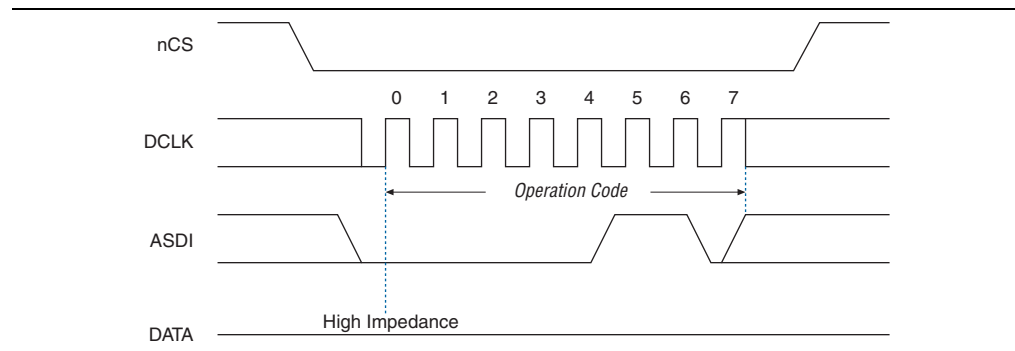 nCS
0 1 2 3 4 5 6 7
DCLK
Operation Code
ASDI
High Impedance
DATA